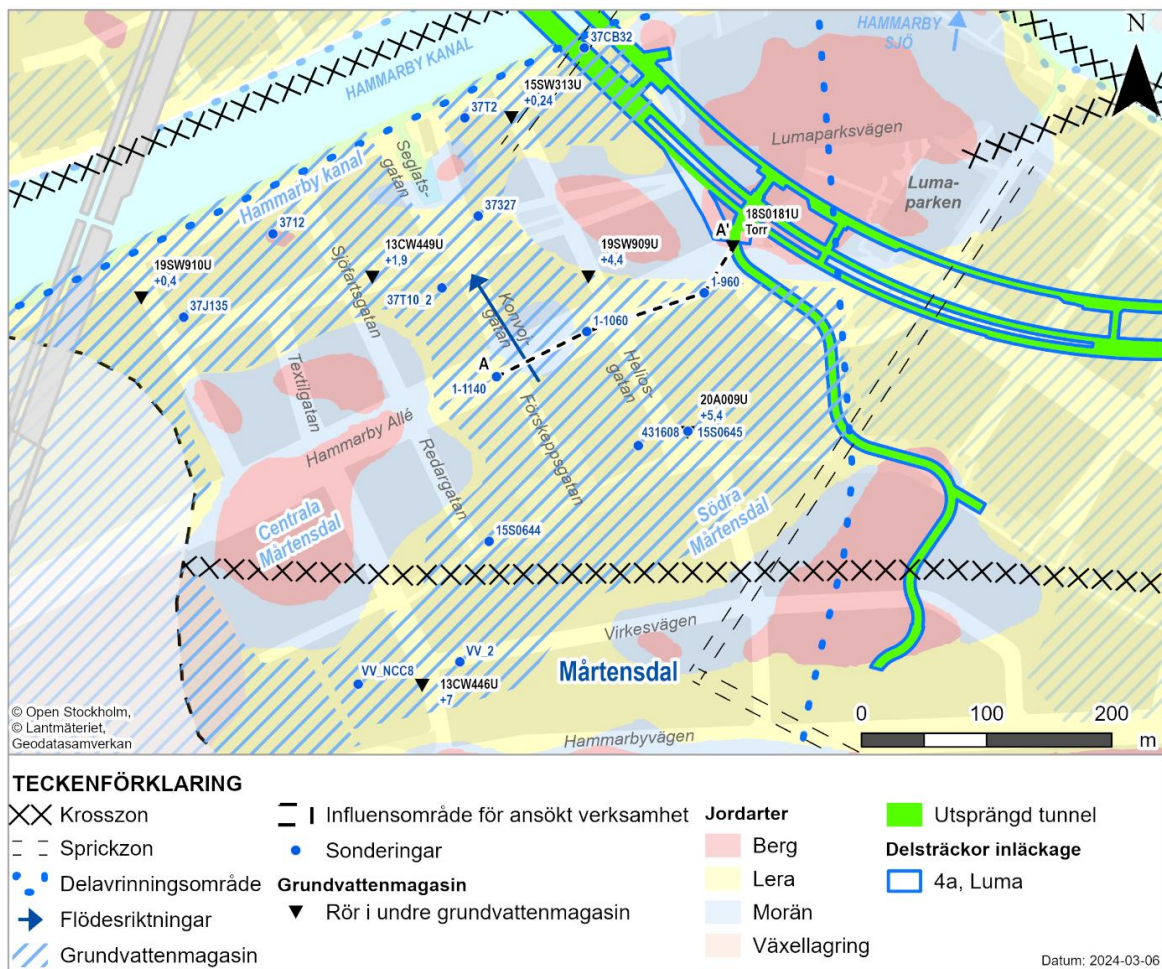 HAMMARBY
SJÖ
N
37CB32
HAMMARBY KANAL
15SW313U
+0,24
37T2
Lumaparksvägen
Seglats-
gatan
Luma-
parken
Hammarby kanal
37327
18S0181U
Torr
A'
3712
13CW449U
+1,9
19SW909U
+4,4
19SW910U
+0,4
37T10_2
1-960
37J135
Sjöfartsgatan
Konvoj-
gatan
1-1060
A
1-1140
Helios-
gatan
Textilgatan
20A009U
+5,4
15S0645
431608
Hammarby Allé
Redargatan
Förskeppsgatan
Centrala
Mårtensdal
15S0644
Södra
Mårtensdal
Virkesvägen
VV_2
VV_NCC8
13CW446U
+7
Mårtensdal
© Open Stockholm,
© Lantmäteriet,
Geodatasamverkan
Hammarbyvägen
0 100 200
m
TECKENFÖRKLARING
Krosszon
Sprickzon
Delavrinningsområde
Flödesriktningar
Grundvattenmagasin
Influensområde för ansökt verksamhet
Sonderingar
Grundvattenmagasin
Rör i undre grundvattenmagasin
Jordarter
Berg
Lera
Morän
Växellagring
Utsprängd tunnel
Delsträckor inläckage
4a, Luma
Datum: 2024-03-06